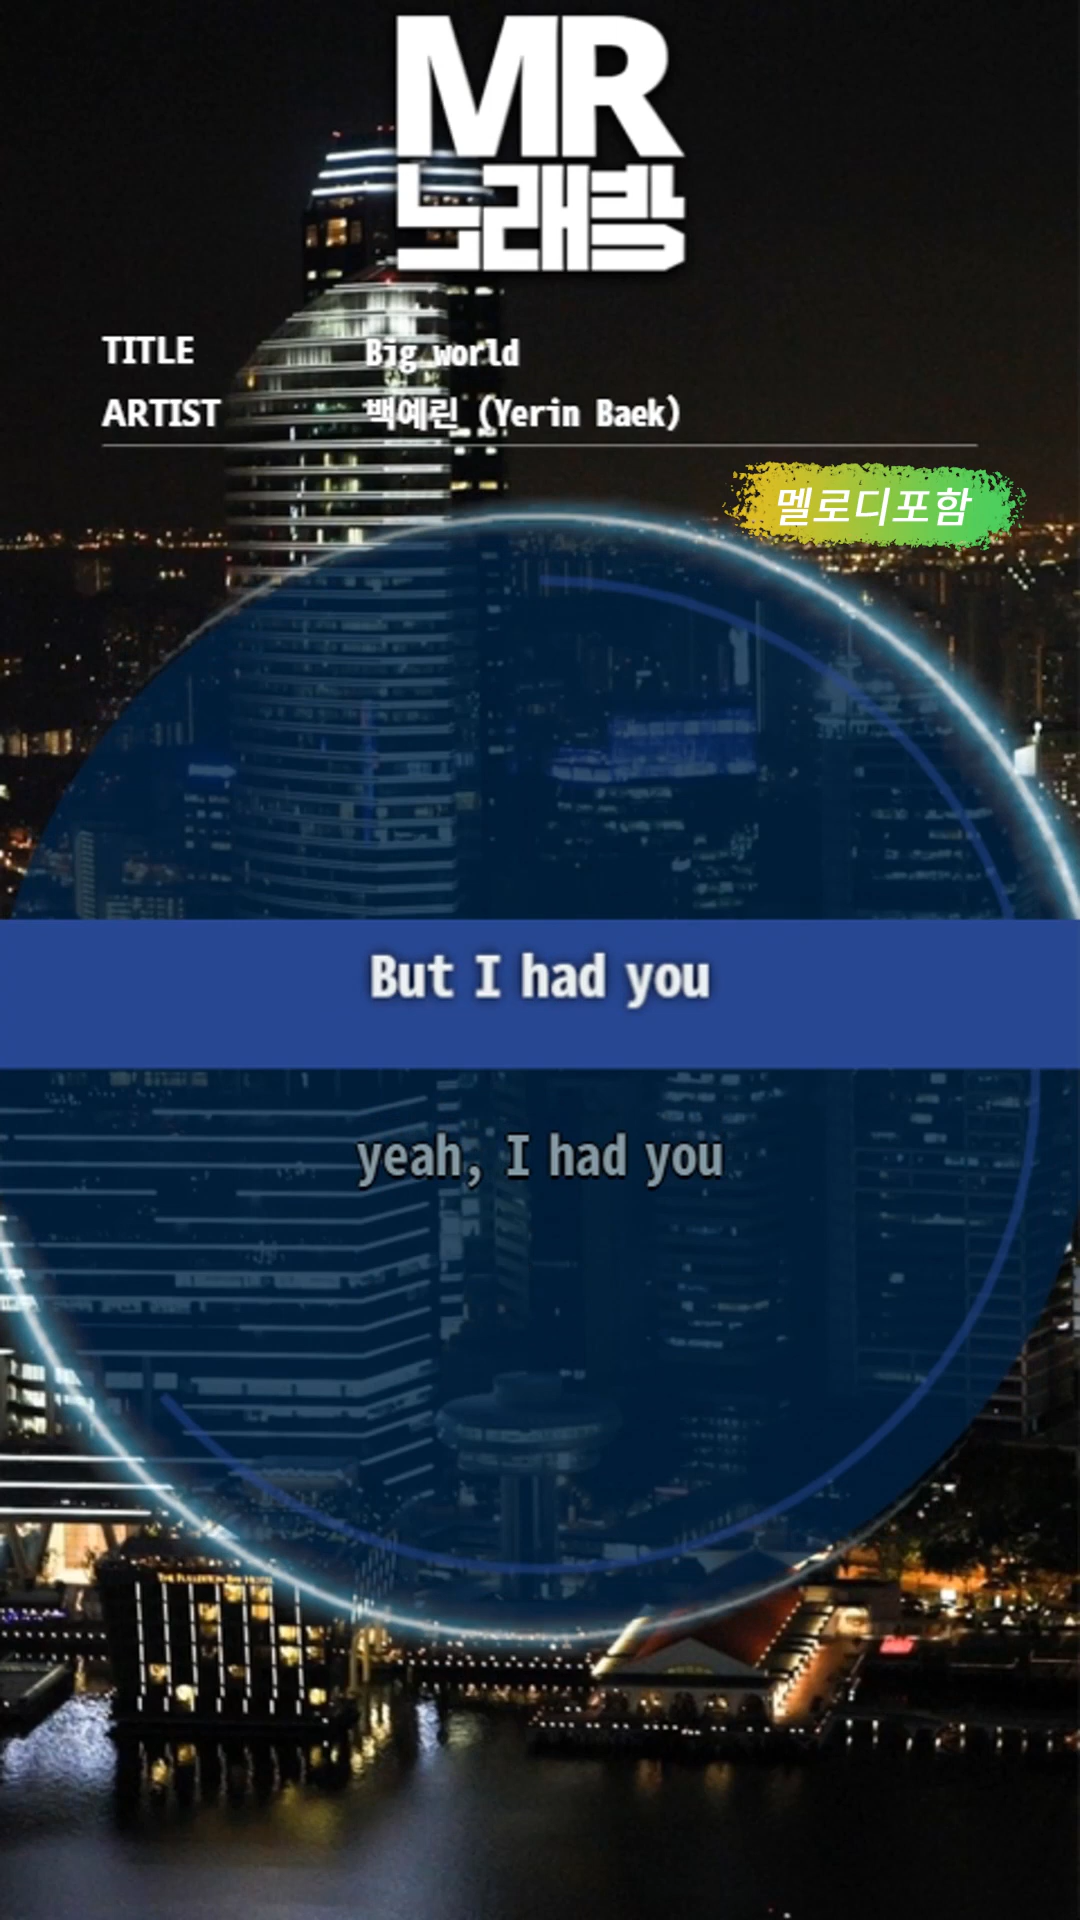 MR
노래방
TITLE Big world
ARTIST 백예린 (Yerin Baek)
멜로디포함
But I had you
yeah, I had you